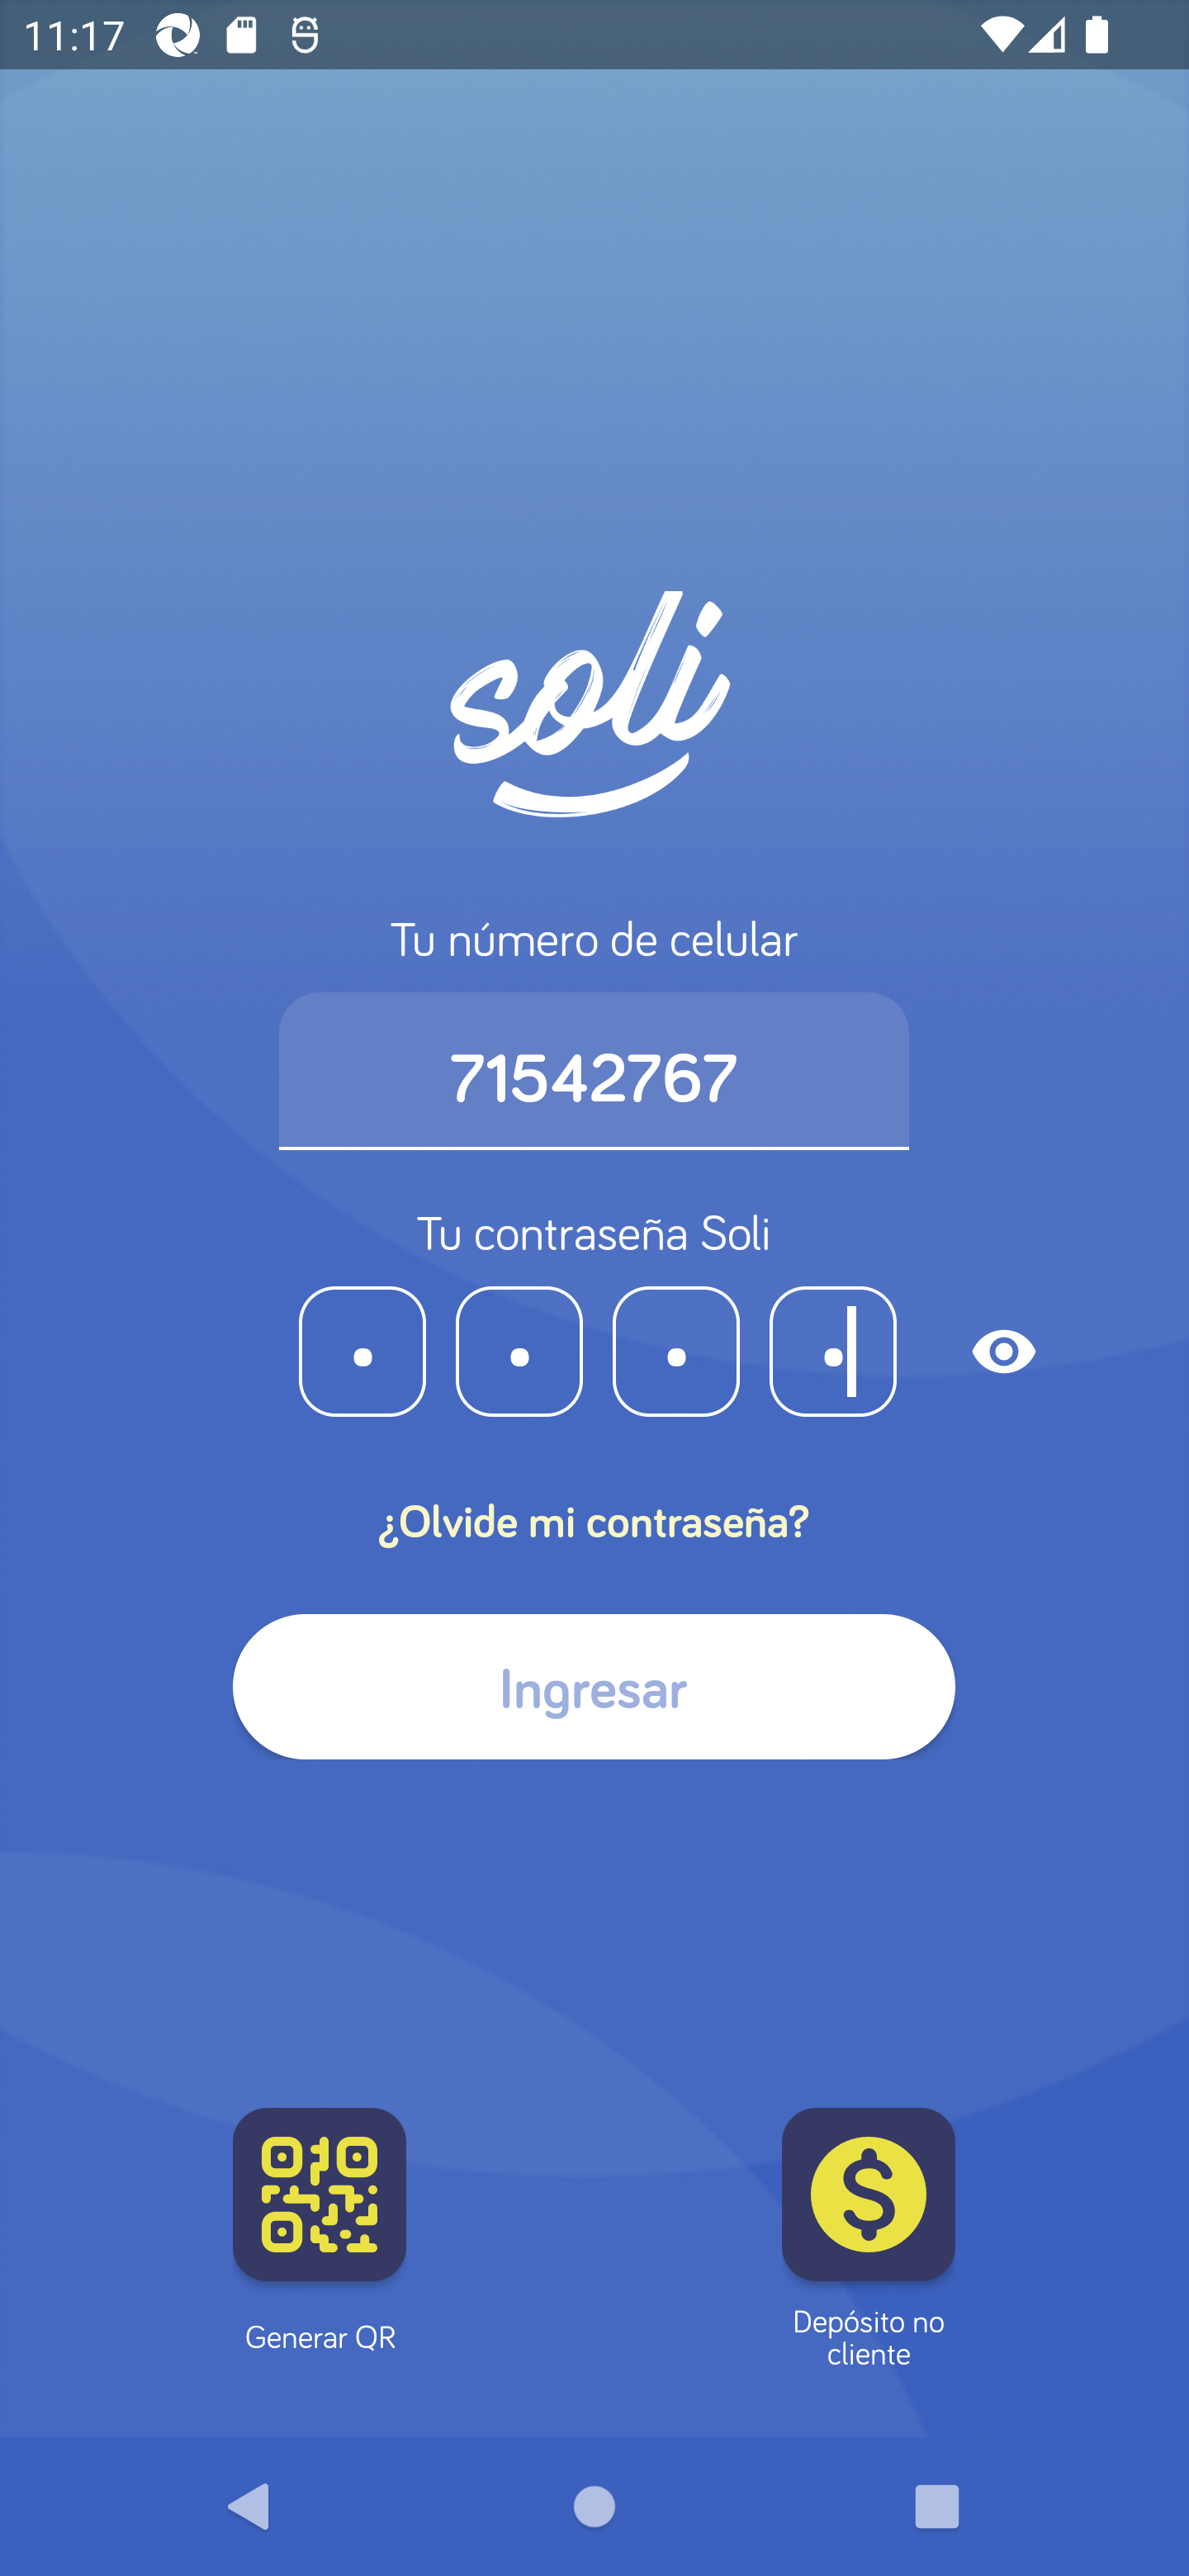 11:17
soli
Tu número de celular
71542767
Tu contraseña Soli
¿Olvide mi contraseña?
Ingresar
Generar QR
Depósito no
cliente